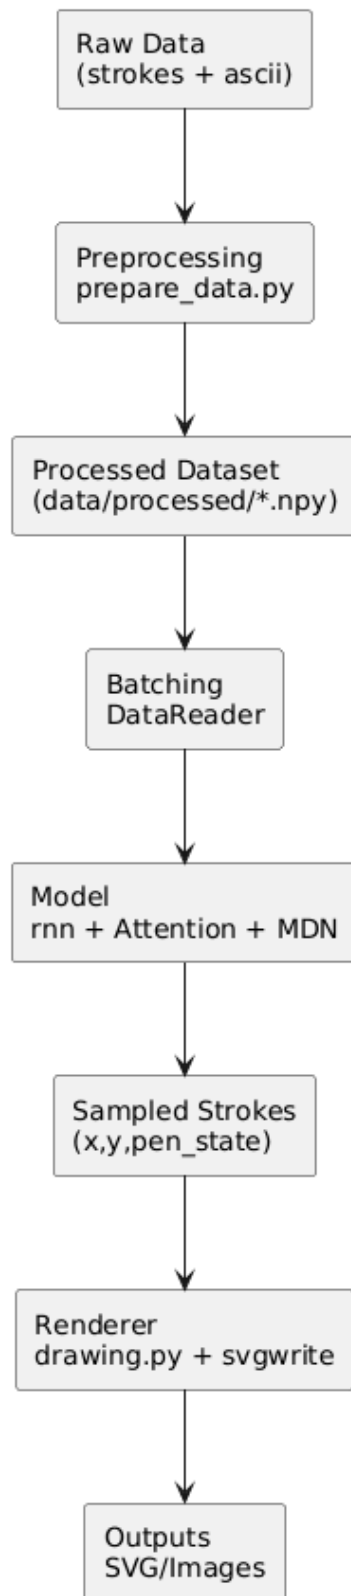 Raw Data
(strokes + ascii)
Preprocessing
prepare_data.py
Processed Dataset
(data/processed/*.npy)
Batching
DataReader
Model
rnn + Attention + MDN
Sampled Strokes
(x,y,pen_state)
Renderer
drawing.py + svgwrite
Outputs
SVG/Images